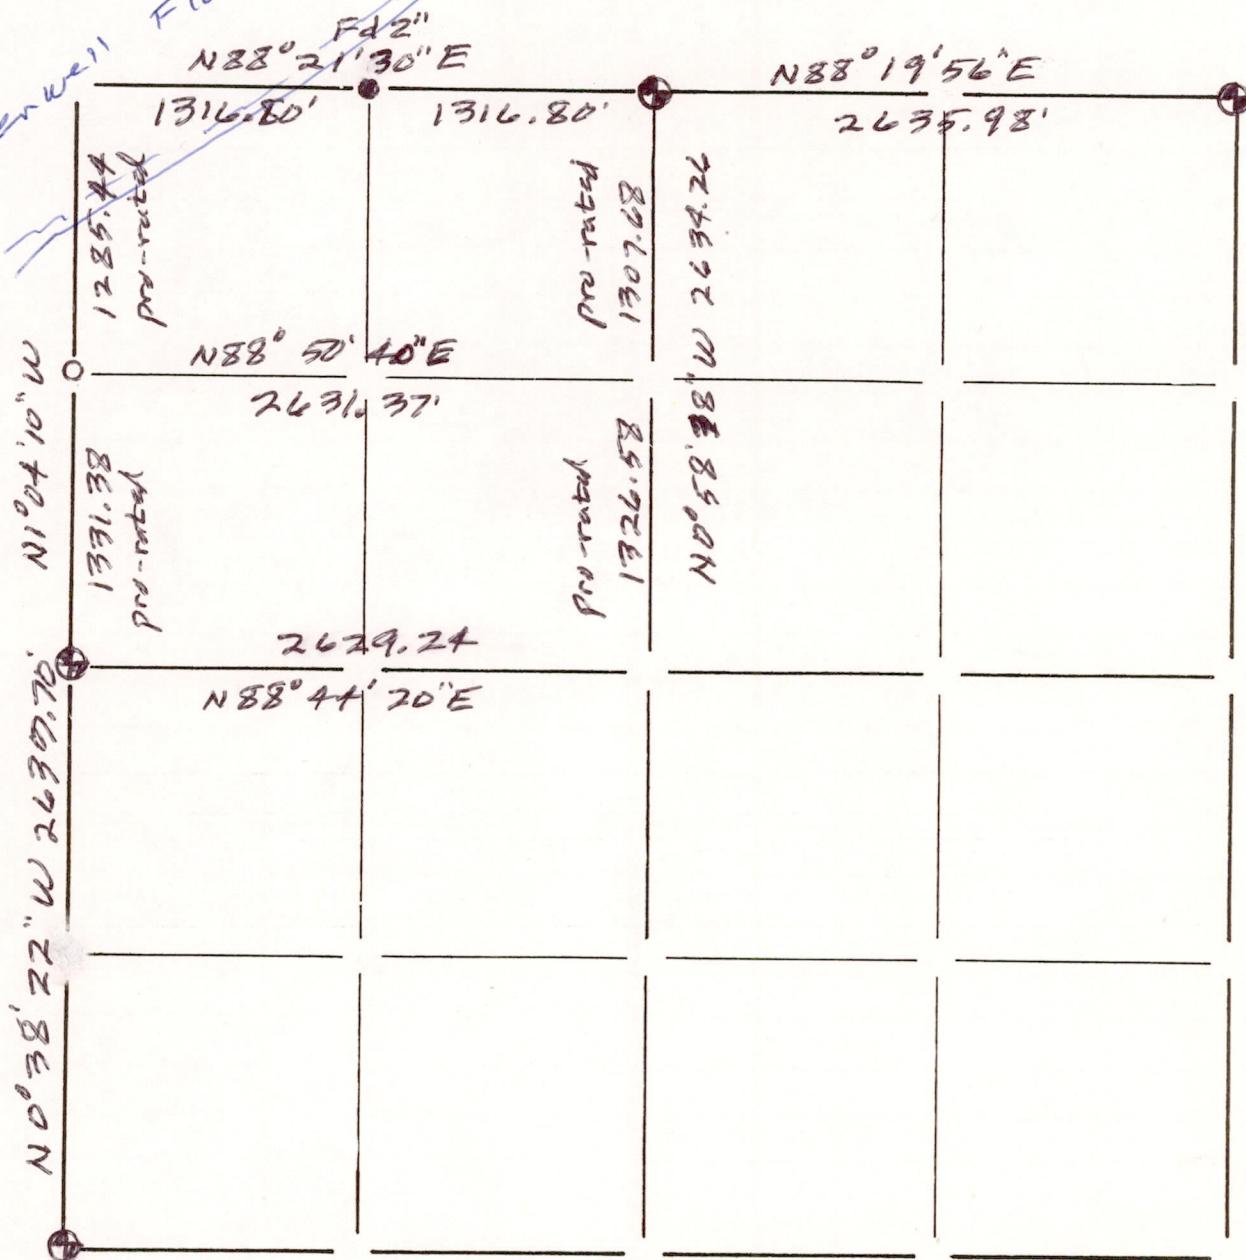 Fd 2"
N88° 21' 30" E
1316.80'
1316.80'
N88° 19' 56" E
2635.98'
1285.44
pro-rated
pro-rated
1307.68
N0° 58' 38" W 2634.26
N88° 50' 40" E
2631.37'
N1° 04' 10" W
1331.38
pro-rated
pro-rated
1326.58
2629.24
N88° 44' 20" E
N0° 38' 22" W